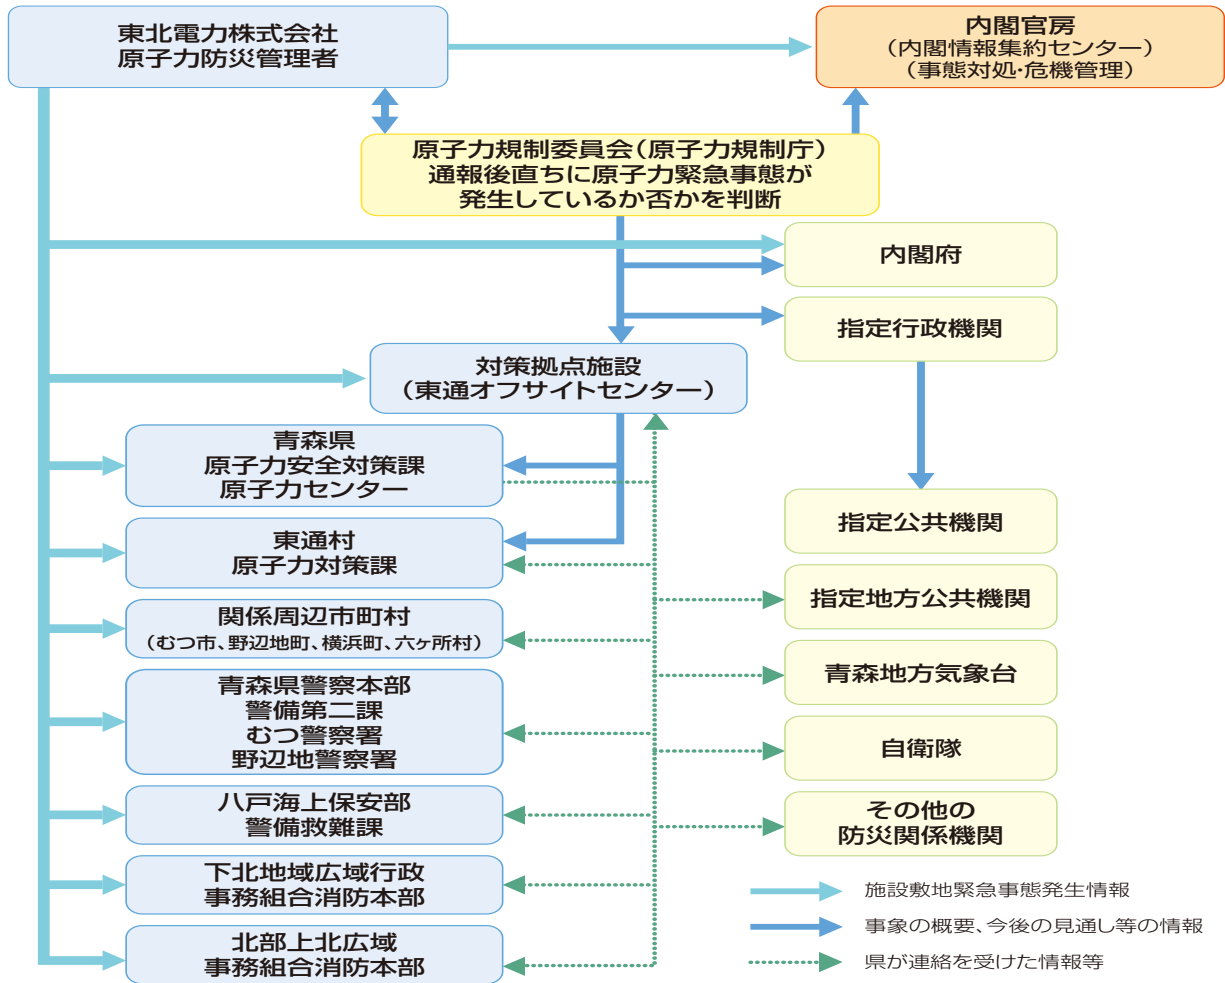 東北電力株式会社
原子力防災管理者
内閣官房
（内閣情報集約センター）
（事態対処・危機管理）
原子力規制委員会（原子力規制庁）
通報後直ちに原子力緊急事態が
発生しているか否かを判断
内閣府
指定行政機関
対策拠点施設
（東通オフサイトセンター）
青森県
原子力安全対策課
原子力センター
東通村
原子力対策課
関係周辺市町村
（むつ市、野辺地町、横浜町、六ヶ所村）
青森県警察本部
警備第二課
むつ警察署
野辺地警察署
八戸海上保安部
警備救難課
下北地域広域行政
事務組合消防本部
北部上北広域
事務組合消防本部
指定公共機関
指定地方公共機関
青森地方気象台
自衛隊
その他の
防災関係機関
施設敷地緊急事態発生情報
事象の概要、今後の見通し等の情報
県が連絡を受けた情報等